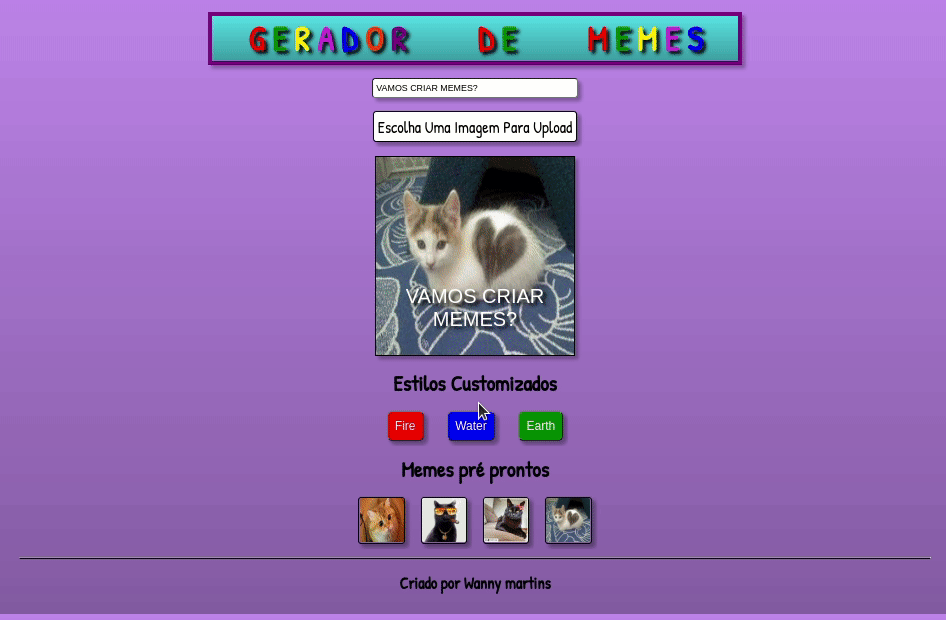 GERADOR DE MEMES
VAMOS CRIAR MEMES?
Escolha Uma Imagem Para Upload
VAMOS CRIAR
MEMES?
Estilos Customizados
Fire Water Earth
Memes pré prontos
Criado por Wanny martins